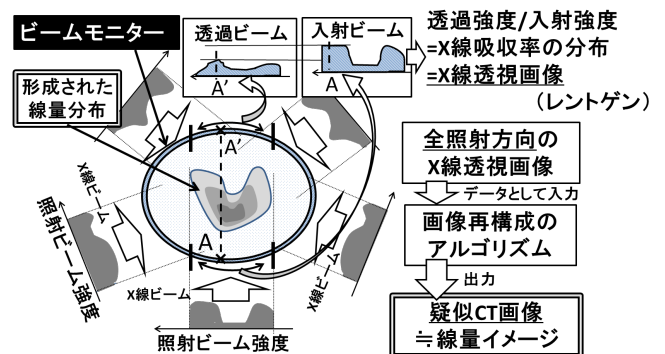 ビームモニター
形成された
線量分布
透過ビーム
A’
入射ビーム
A
透過強度/入射強度
=X線吸収率の分布
=X線透視画像
(レントゲン)
A’
A
X線ビーム
照射ビーム強度
X線ビーム
照射ビーム強度
X線ビーム
全照射方向の
X線透視画像
データとして入力
画像再構成の
アルゴリズム
出力
疑似CT画像
≒線量イメージ